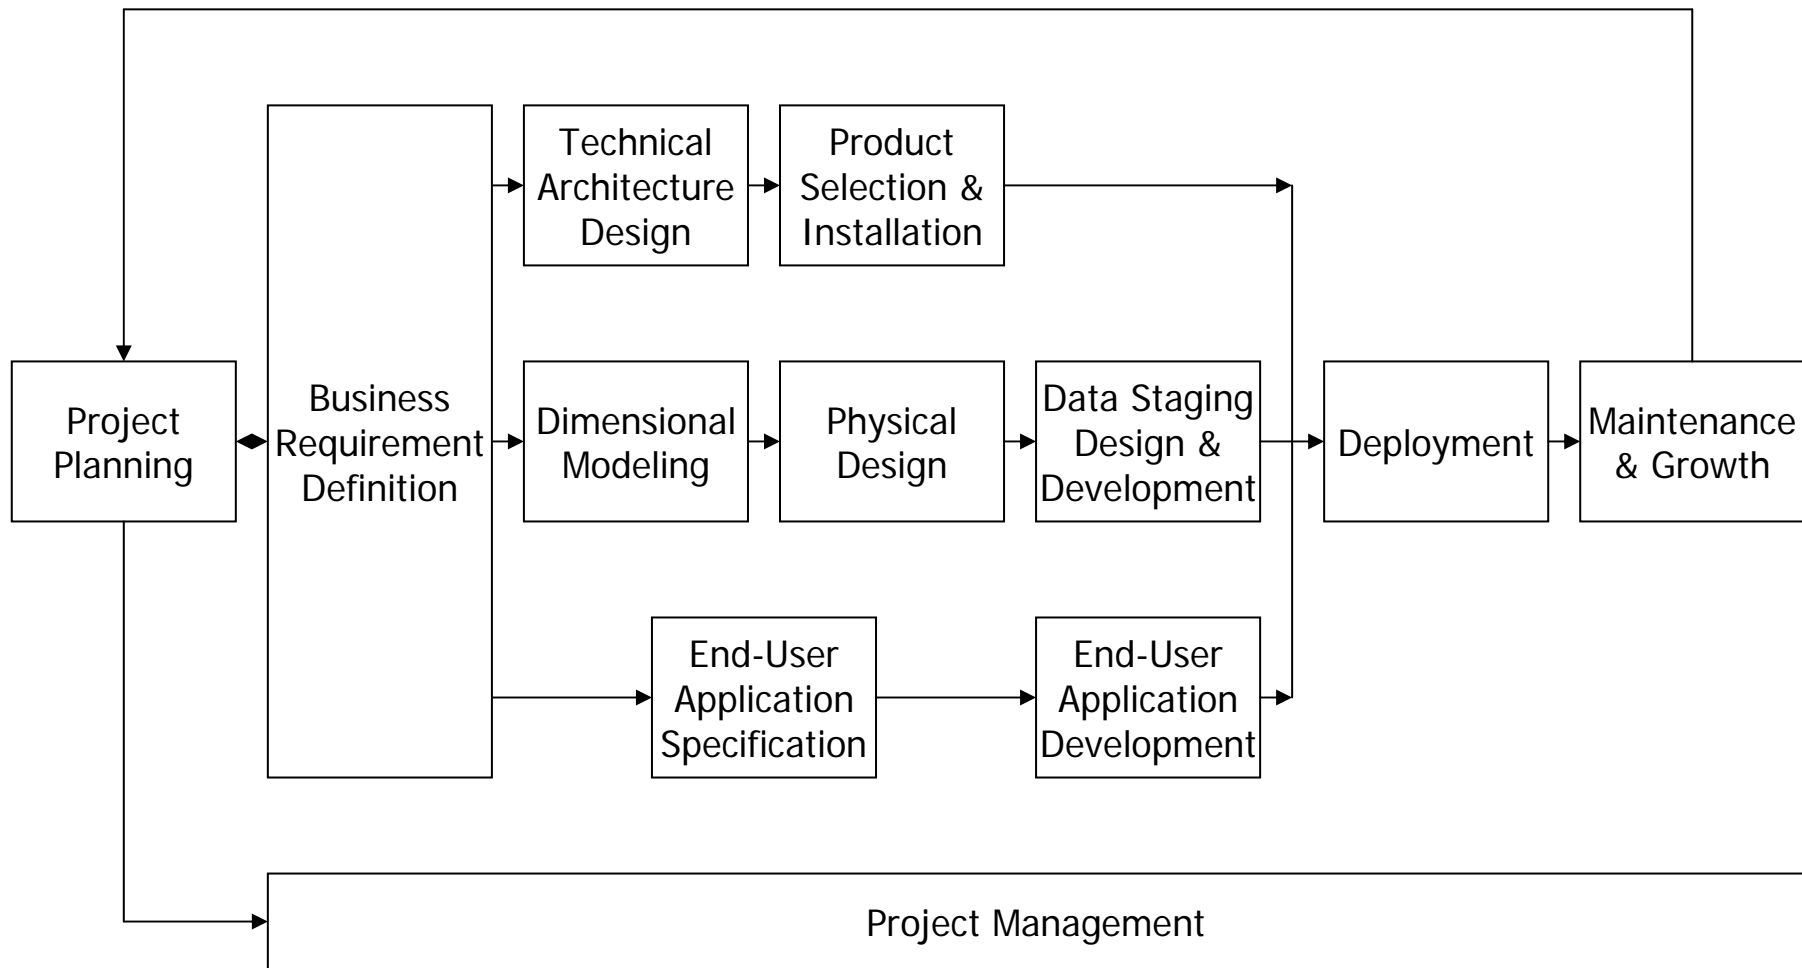 Technical
Architecture
Design
Product
Selection &
Installation
Project
Planning
Business
Requirement
Definition
Dimensional
Modeling
Physical
Design
Data Staging
Design &
Development
Deployment
Maintenance
& Growth
End-User
Application
Specification
End-User
Application
Development
Project Management